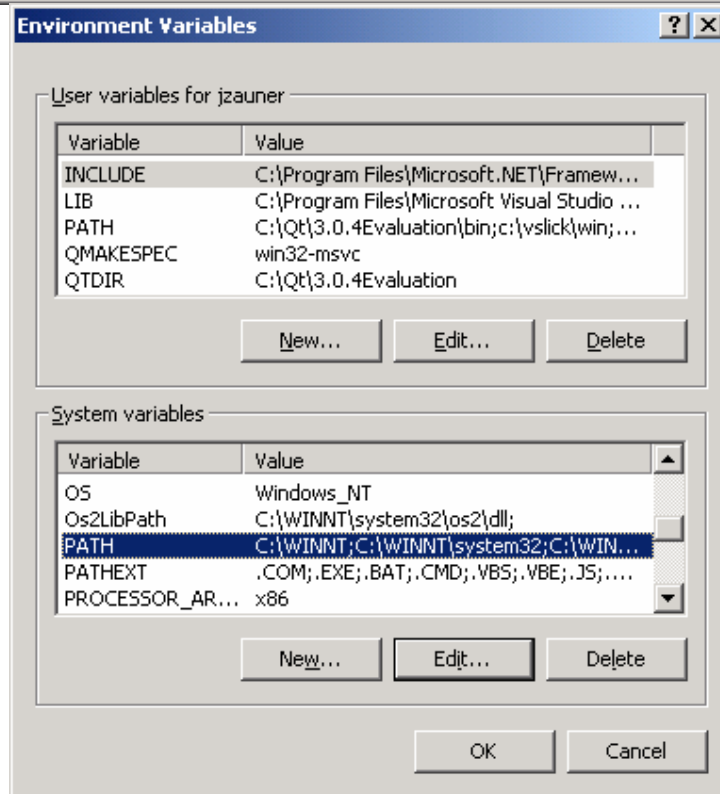 Environment Variables
User variables for jzauner
Variable Value
INCLUDE C:\Program Files\Microsoft.NET\Framew...
LIB C:\Program Files\Microsoft Visual Studio ...
PATH C:\Qt\3.0.4Evaluation\bin;c:\vslick\win;...
QMAKESPEC win32-msvc
QTDIR C:\Qt\3.0.4Evaluation
New... Edit... Delete
System variables
Variable Value
OS Windows_NT
Os2LibPath C:\WINNT\system32\os2\dll;
PATH C:\WINNT;C:\WINNT\system32;C:\WIN...
PATHEXT .COM;.EXE;.BAT;.CMD;.VBS;.VBE;.JS;....
PROCESSOR_AR... x86
New... Edit... Delete
OK Cancel